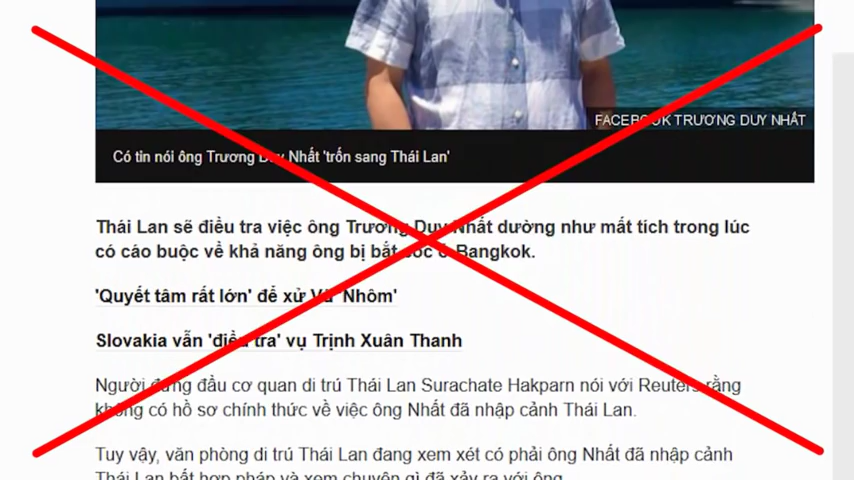 FACEBOOK TRƯƠNG DUY NHẤT
Có tin nói ông Trương Duy Nhất 'trốn sang Thái Lan'
Thái Lan sẽ điều tra việc ông Trương Duy Nhất dường như mất tích trong lúc
có cáo buộc về khả năng ông bị bắt cóc ở Bangkok.
'Quyết tâm rất lớn' để xử Vũ 'Nhôm'
Slovakia vẫn 'điều tra' vụ Trịnh Xuân Thanh
Người đứng đầu cơ quan di trú Thái Lan Surachate Hakparn nói với Reuters rằng
không có hồ sơ chính thức về việc ông Nhất đã nhập cảnh Thái Lan.
Tuy vậy, văn phòng di trú Thái Lan đang xem xét có phải ông Nhất đã nhập cảnh
Thái Lan bất hợp pháp và xem chuyện gì đã xảy ra với ông.